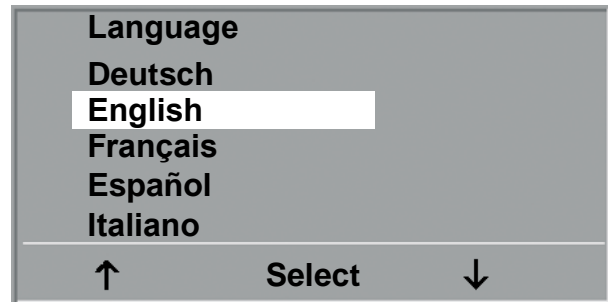 Language
Deutsch
English
Français
Español
Italiano
↑ Select ↓